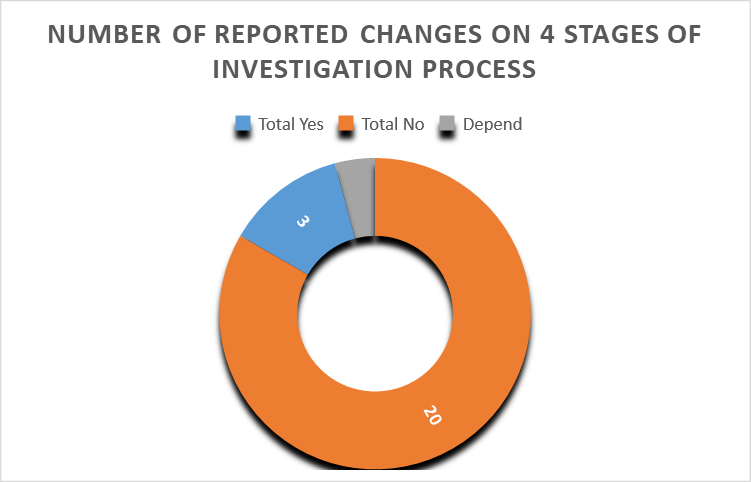 NUMBER OF REPORTED CHANGES ON 4 STAGES OF
INVESTIGATION PROCESS
Total Yes Total No Depend
3
20